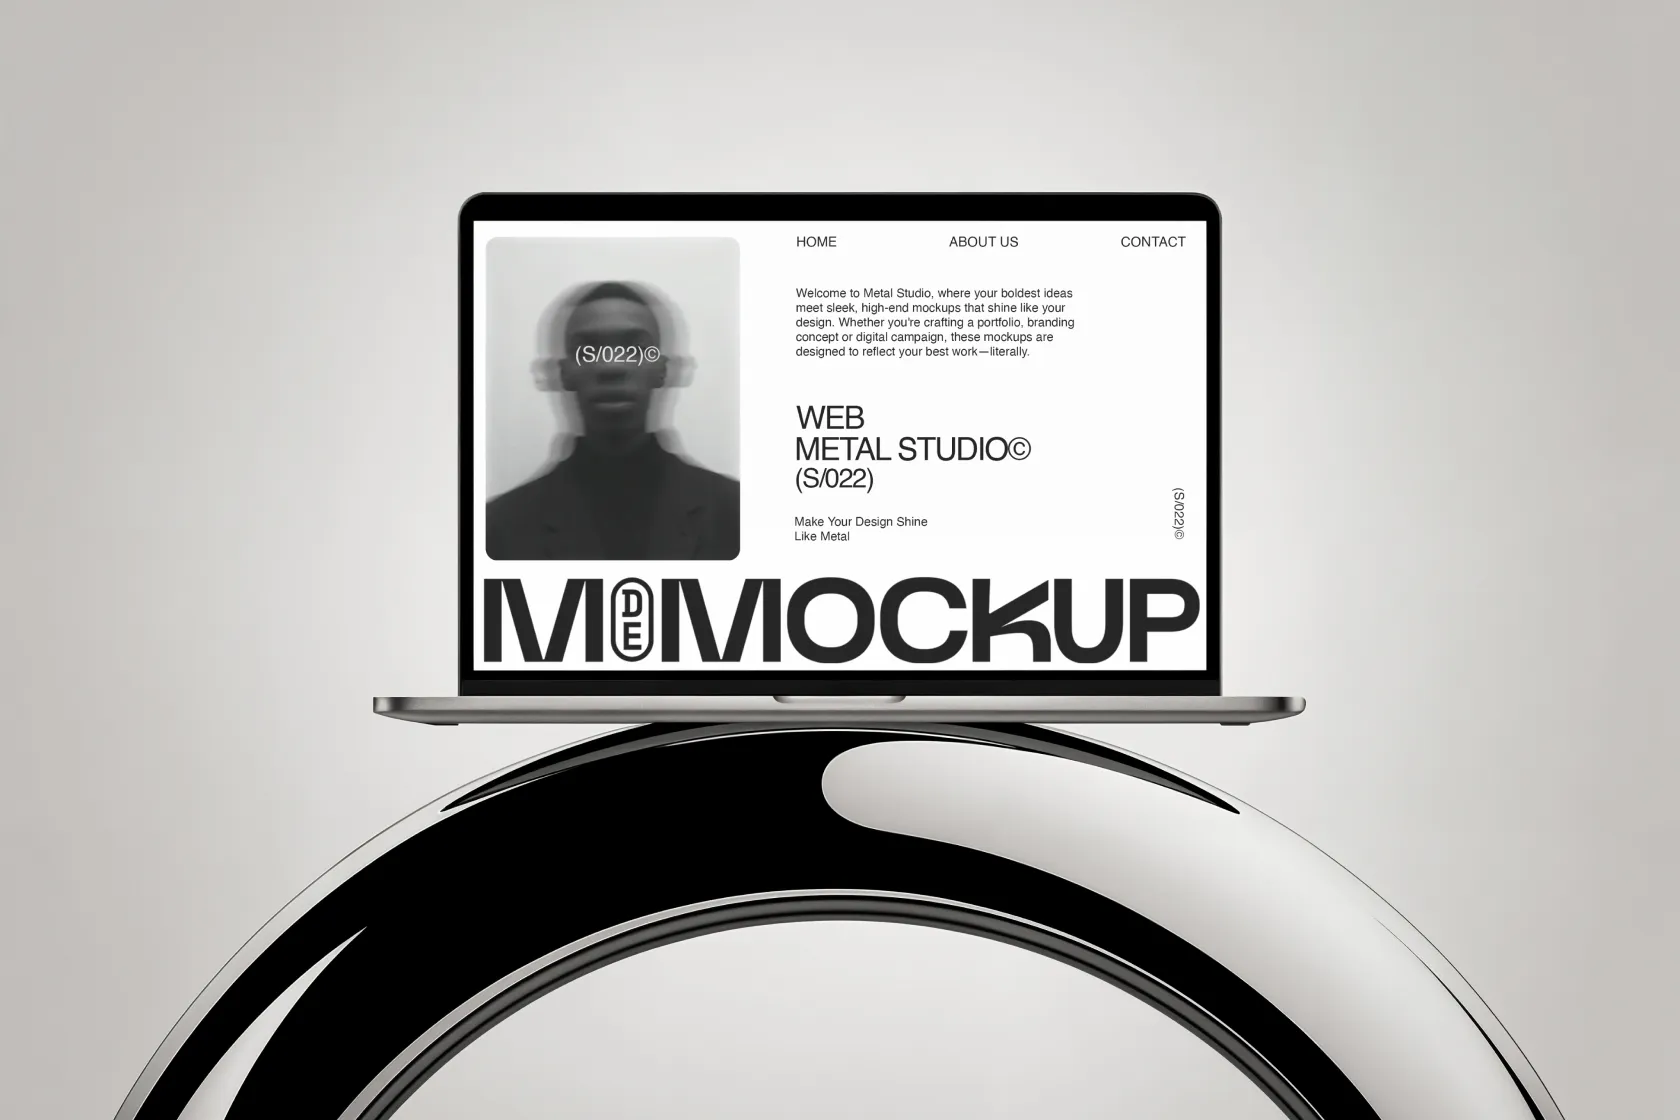 HOME
ABOUT US
CONTACT
(S/022)©
Welcome to Metal Studio, where your boldest ideas
meet sleek, high-end mockups that shine like your
design. Whether you're crafting a portfolio, branding
concept or digital campaign, these mockups are
designed to reflect your best work—literally.
WEB
METAL STUDIO©
(S/022)
Make Your Design Shine
Like Metal
(S/022)©
M DE MMOCKUP